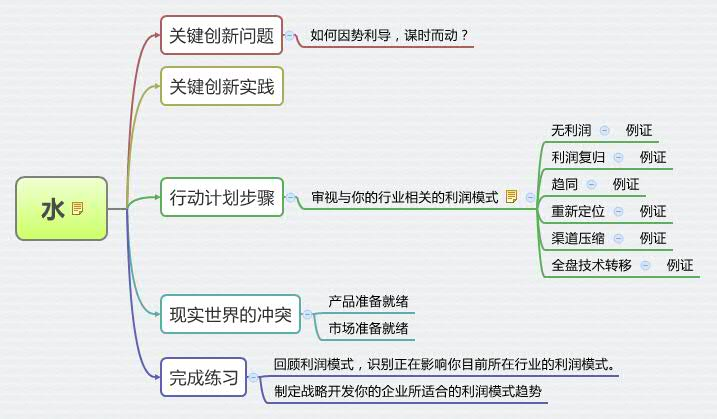 关键创新问题
如何因势利导，谋时而动？
关键创新实践
水
行动计划步骤
审视与你的行业相关的利润模式
无利润
例证
利润复归
例证
趋同
例证
重新定位
例证
渠道压缩
例证
全盘技术转移
例证
现实世界的冲突
产品准备就绪
市场准备就绪
完成练习
回顾利润模式，识别正在影响你目前所在行业的利润模式。
制定战略开发你的企业所适合的利润模式趋势